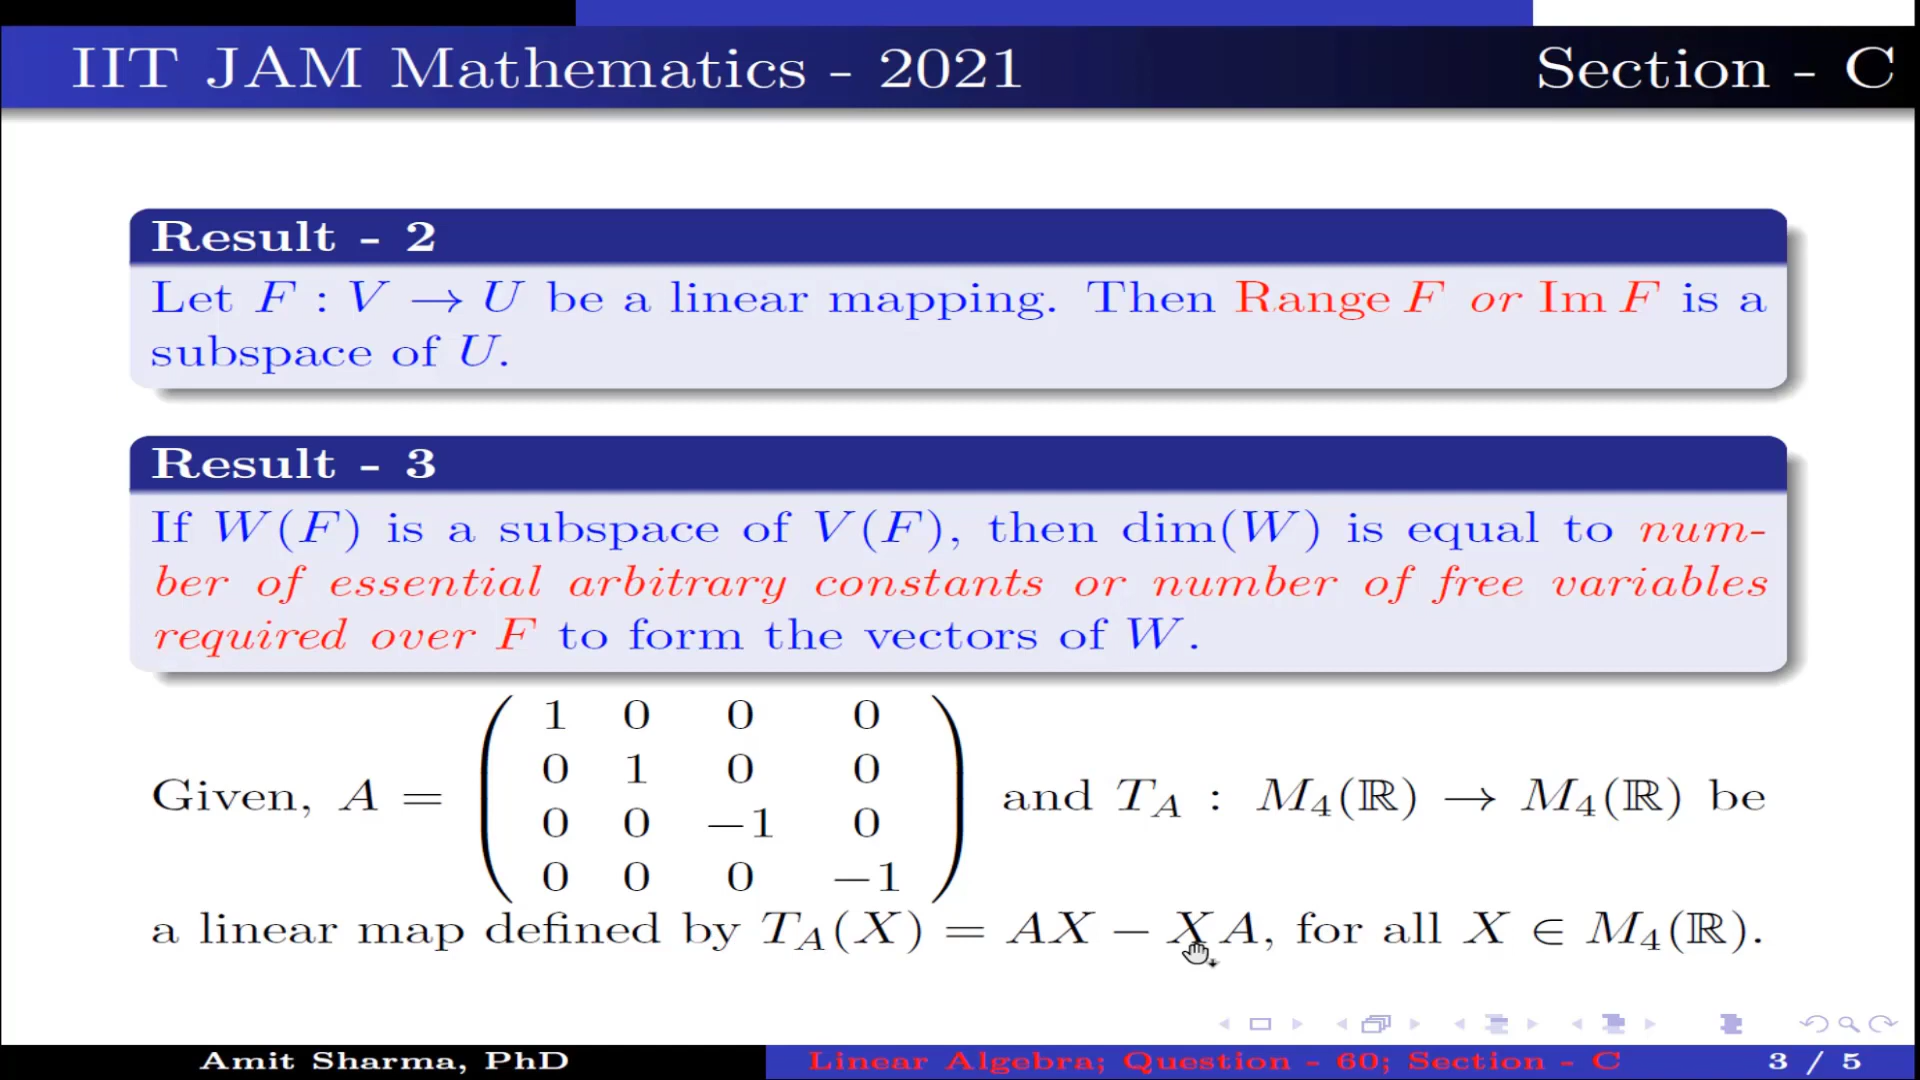 IIT JAM Mathematics - 2021 Section - C
Result - 2
Let F : V → U be a linear mapping. Then Range F or Im F is a
subspace of U.
Result - 3
If W(F) is a subspace of V(F), then dim(W) is equal to num-
ber of essential arbitrary constants or number of free variables
required over F to form the vectors of W.
1 0 0 0
0 1 0 0
Given, A = and T_A : M_4(ℝ) → M_4(ℝ) be
0 0 −1 0
0 0 0 −1
a linear map defined by T_A(X) = AX − XA, for all X ∈ M_4(ℝ).
Amit Sharma, PhD Linear Algebra; Question - 60; Section - C 3 / 5